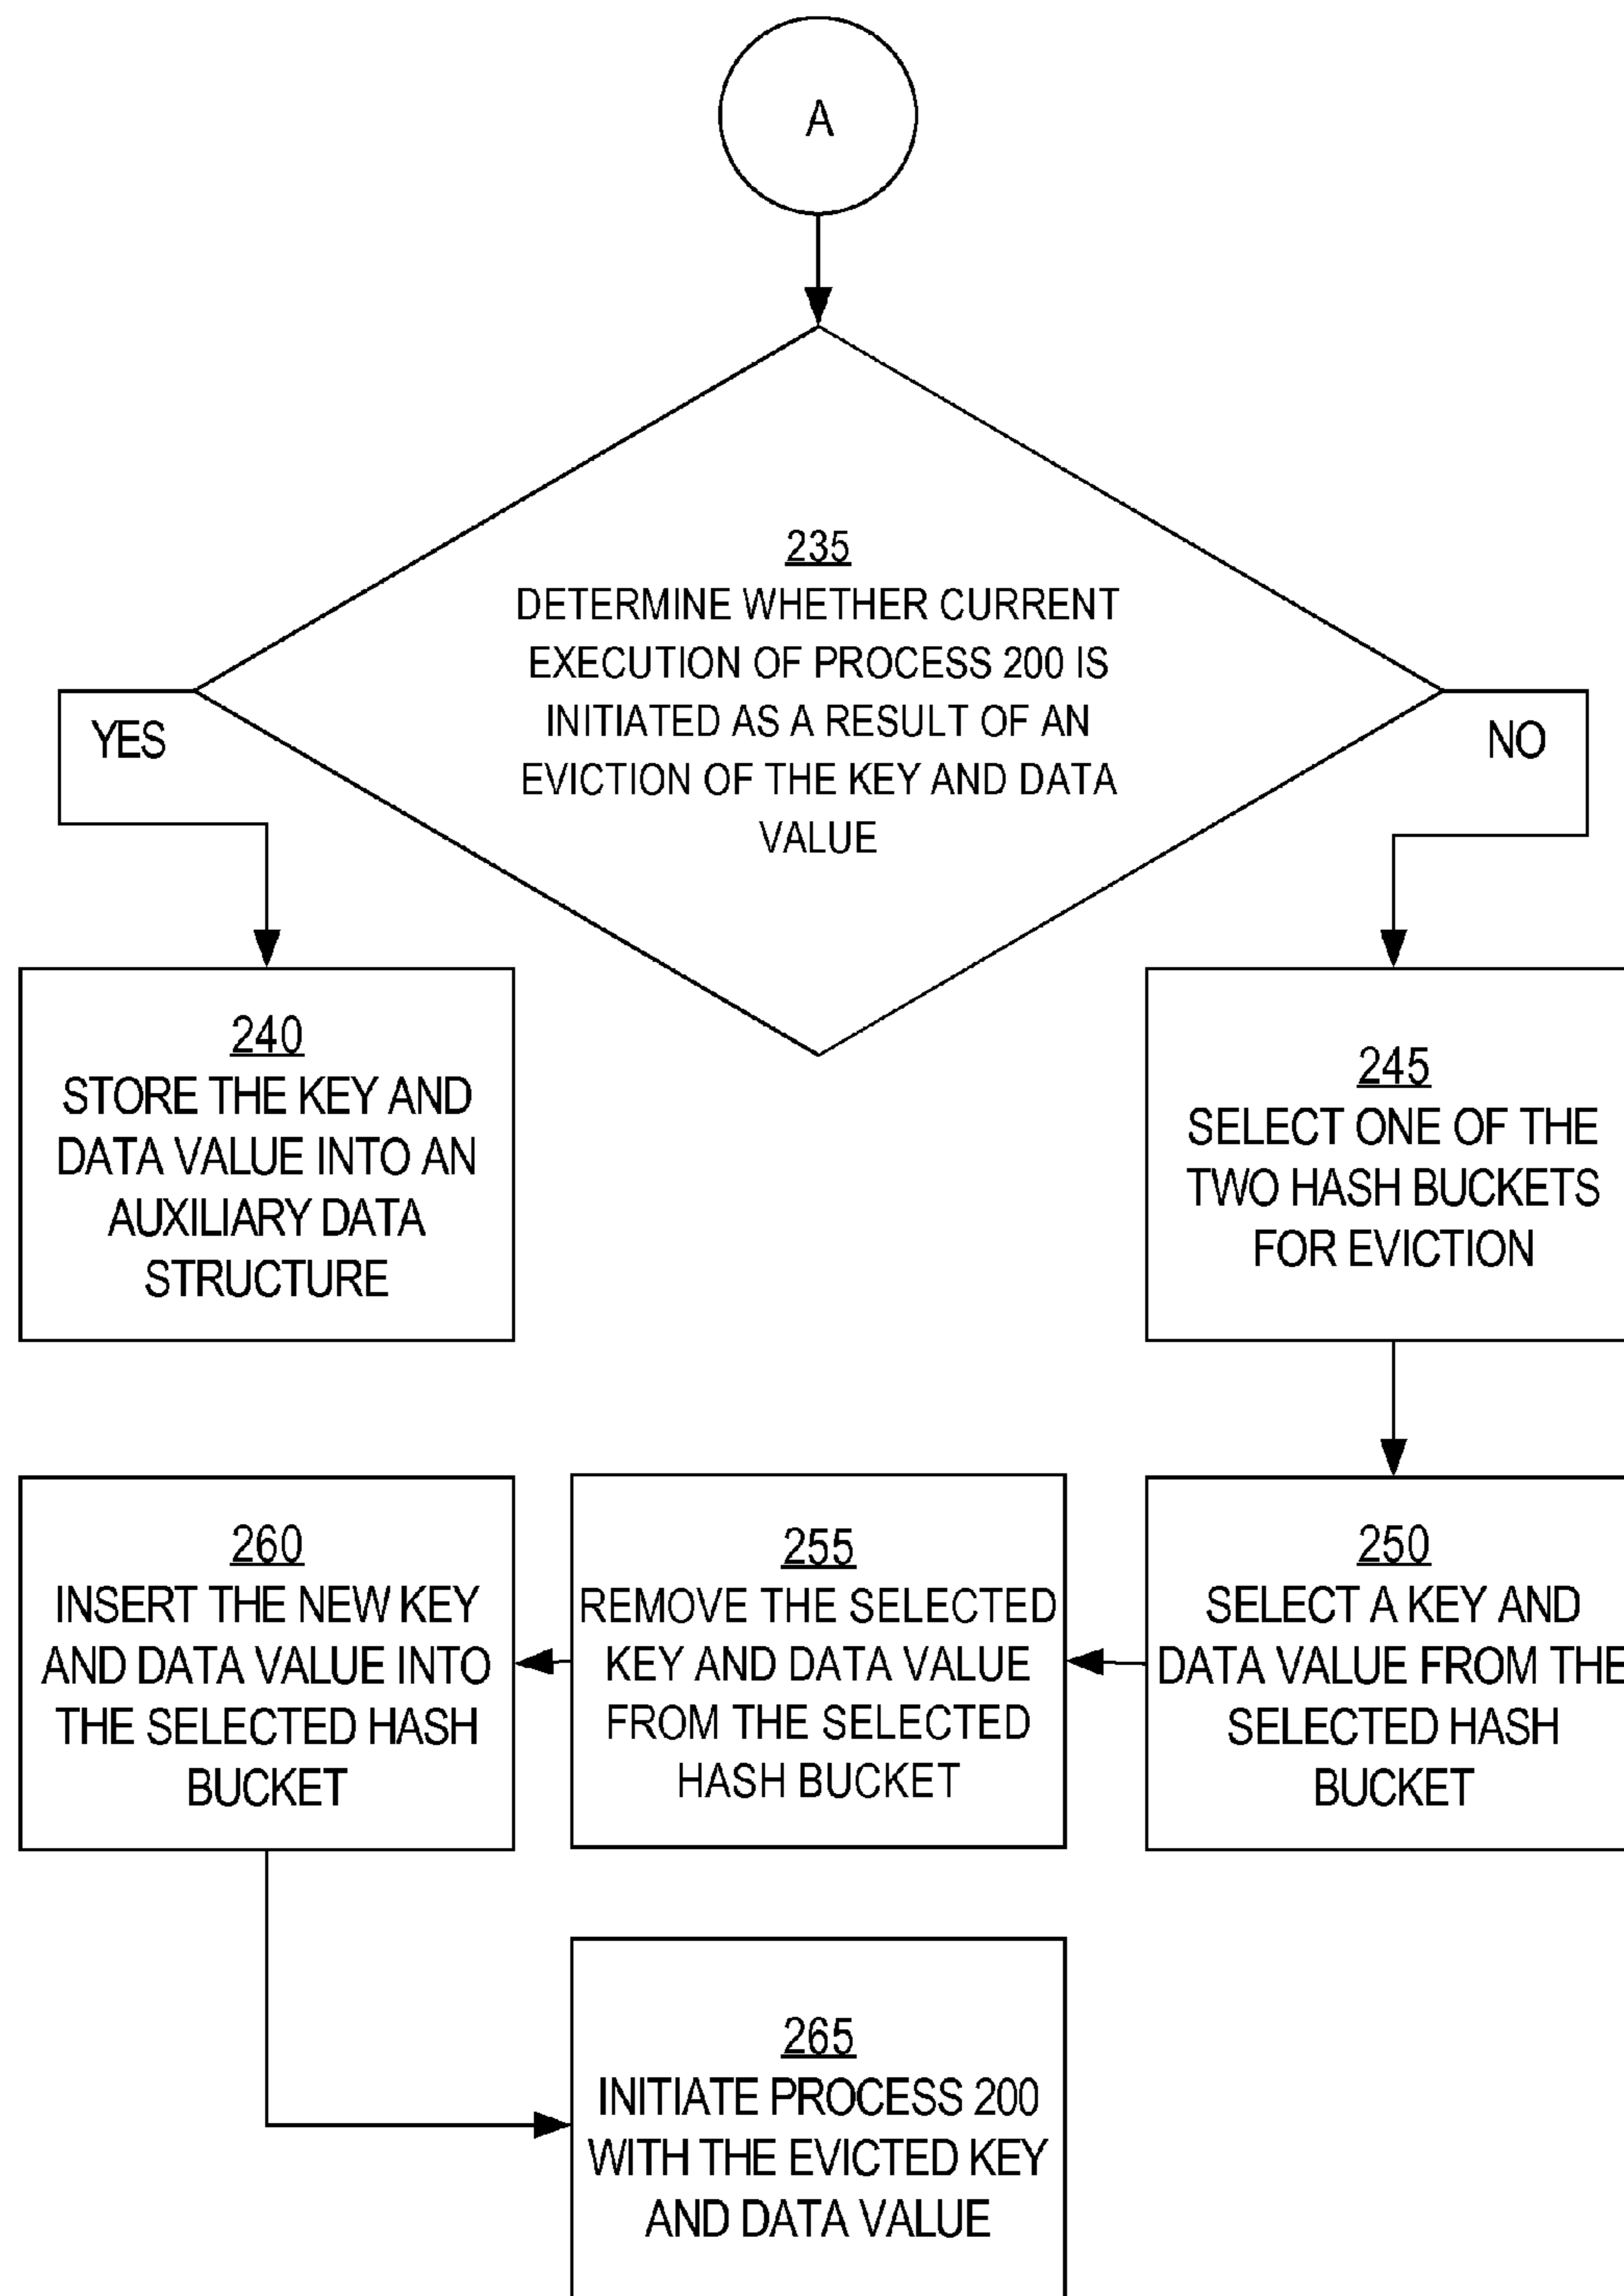 A
235
DETERMINE WHETHER CURRENT
EXECUTION OF PROCESS 200 IS
INITIATED AS A RESULT OF AN
EVICTION OF THE KEY AND DATA
VALUE
YES
NO
240
STORE THE KEY AND
DATA VALUE INTO AN
AUXILIARY DATA
STRUCTURE
245
SELECT ONE OF THE
TWO HASH BUCKETS
FOR EVICTION
250
SELECT A KEY AND
DATA VALUE FROM THE
SELECTED HASH
BUCKET
255
REMOVE THE SELECTED
KEY AND DATA VALUE
FROM THE SELECTED
HASH BUCKET
260
INSERT THE NEW KEY
AND DATA VALUE INTO
THE SELECTED HASH
BUCKET
265
INITIATE PROCESS 200
WITH THE EVICTED KEY
AND DATA VALUE